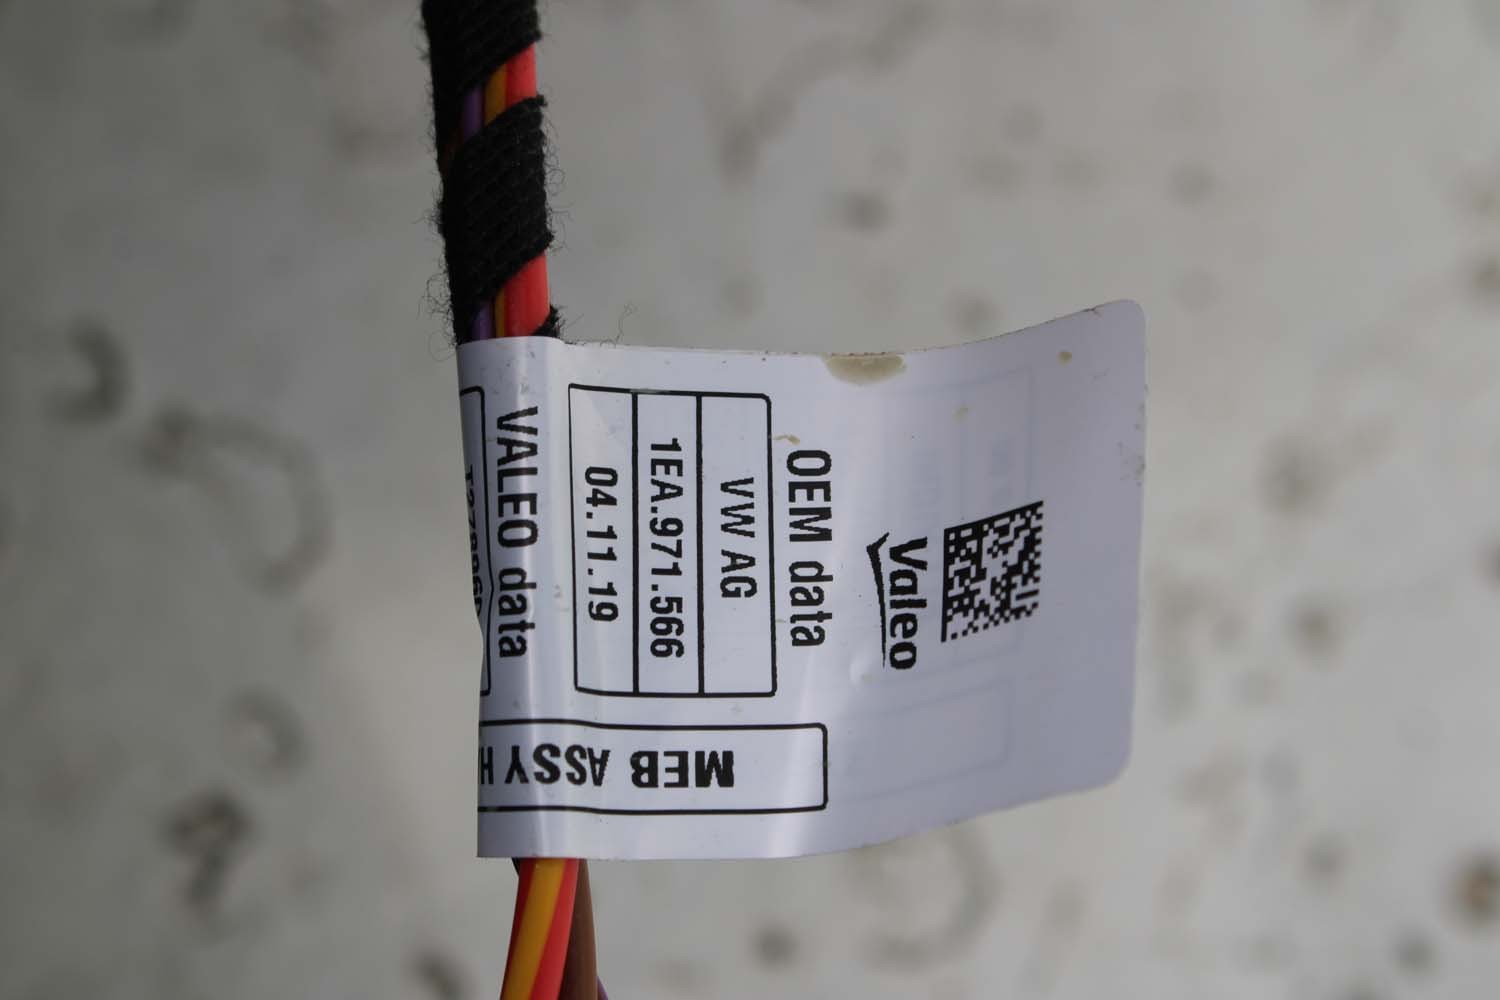 Valeo
OEM data
VW AG
1EA.971.566
04.11.19
VALEO data
MEB ASSY